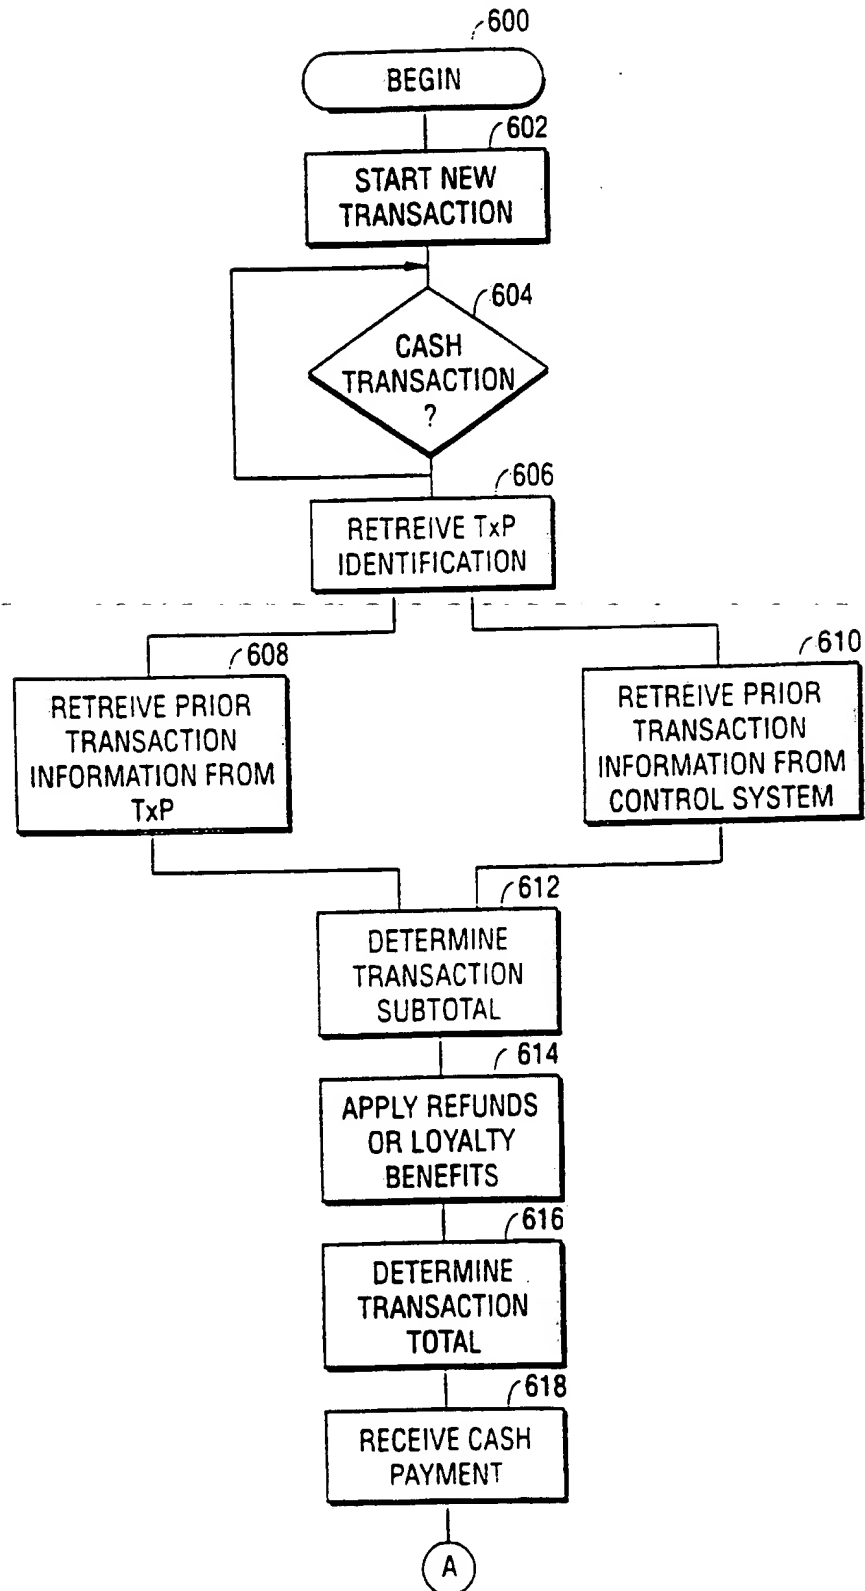 600
BEGIN
602
START NEW
TRANSACTION
604
CASH
TRANSACTION
?
606
RETREIVE TxP
IDENTIFICATION
608
RETREIVE PRIOR
TRANSACTION
INFORMATION FROM
TxP
610
RETREIVE PRIOR
TRANSACTION
INFORMATION FROM
CONTROL SYSTEM
612
DETERMINE
TRANSACTION
SUBTOTAL
614
APPLY REFUNDS
OR LOYALTY
BENEFITS
616
DETERMINE
TRANSACTION
TOTAL
618
RECEIVE CASH
PAYMENT
A